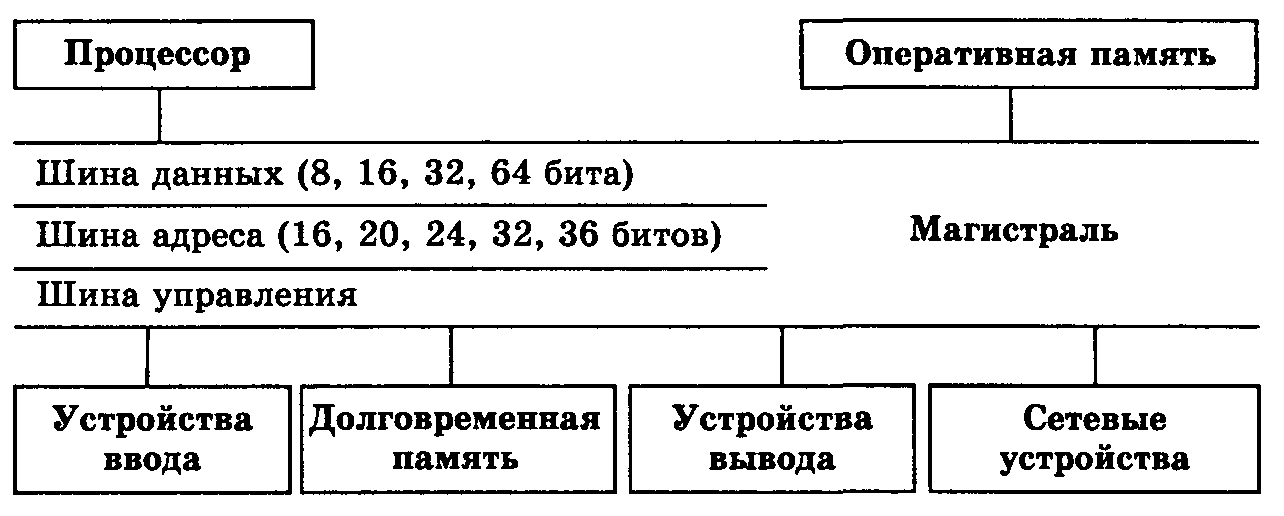 Процессор
Оперативная память
Шина данных (8, 16, 32, 64 бита)
Шина адреса (16, 20, 24, 32, 36 битов)
Магистраль
Шина управления
Устройства
ввода
Долговременная
память
Устройства
вывода
Сетевые
устройства